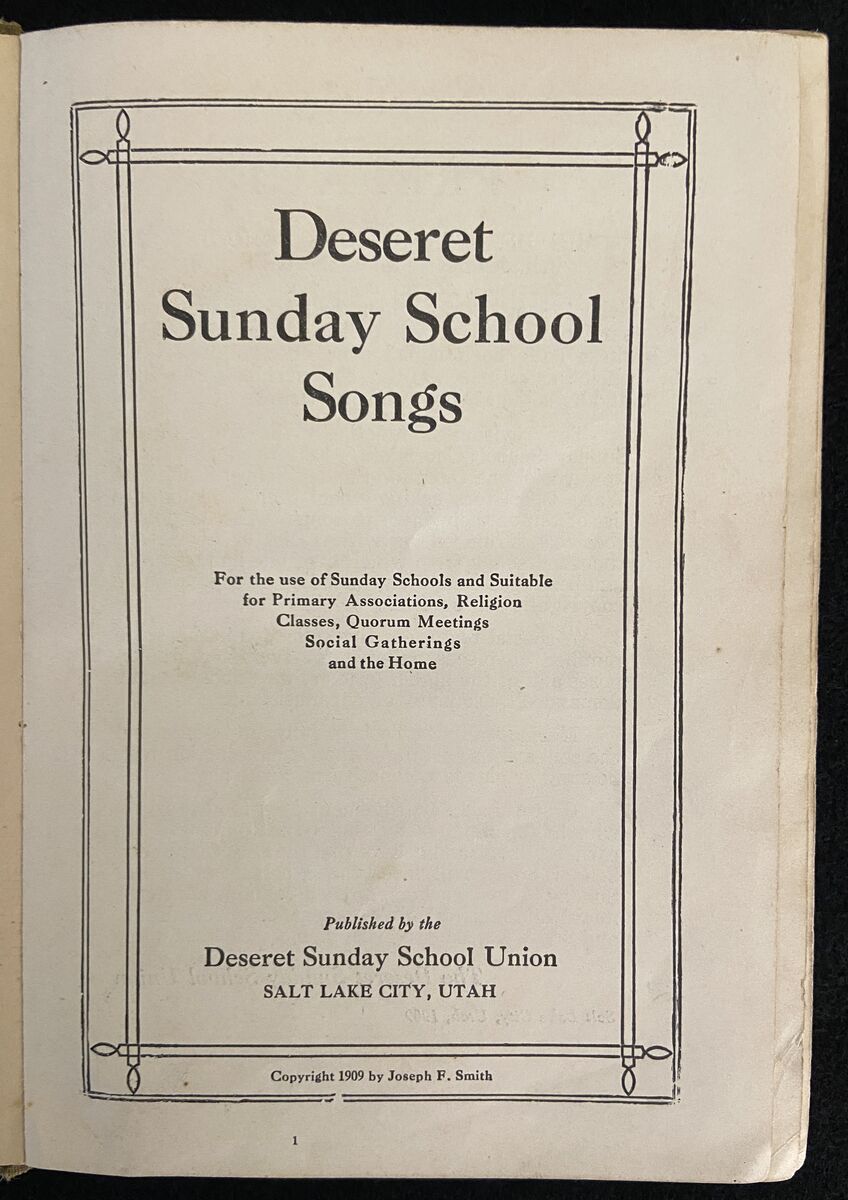 Deseret
Sunday School
Songs
For the use of Sunday Schools and Suitable
for Primary Associations, Religion
Classes, Quorum Meetings
Social Gatherings
and the Home
Published by the
Deseret Sunday School Union
SALT LAKE CITY, UTAH
Copyright 1909 by Joseph F. Smith
1